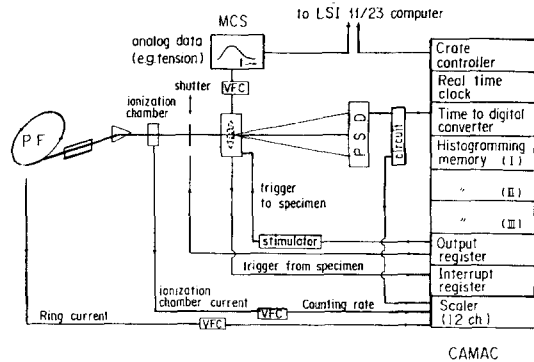 to LSI 11/23 computer
MCS
analog data
(e.g. tension)
VFC
shutter
ionization
chamber
PF
PSD
circuit
trigger
to specimen
stimulator
trigger from specimen
ionization
chamber current
VFC
Counting rate
Ring current
VFC
Crate
controller
Real time
clock
Time to digital
converter
Histogramming
memory (I)
" (II)
" (III)
Output
register
Interrupt
register
Scaler
(12 ch.)
CAMAC